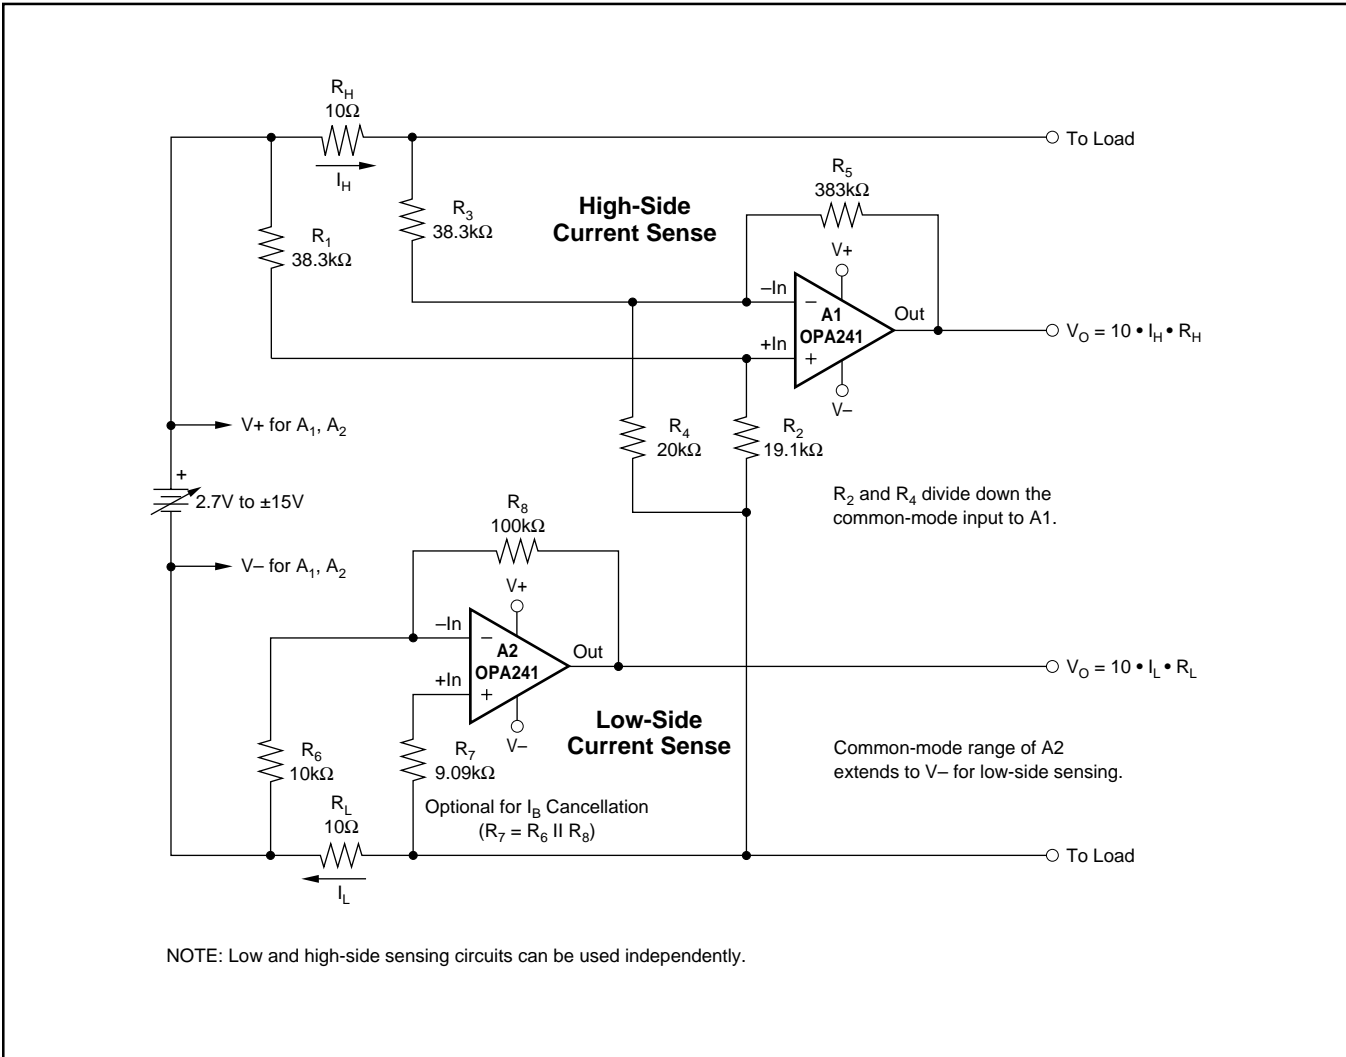 R_H
10Ω
I_H
To Load
R_5
383kΩ
High-Side
Current Sense
R_3
38.3kΩ
R_1
38.3kΩ
V+
–In
–
A1
OPA241
Out
+In
+
V–
V_O = 10 • I_H • R_H
V+ for A_1, A_2
R_4
20kΩ
R_2
19.1kΩ
+
2.7V to ±15V
R_2 and R_4 divide down the
common-mode input to A1.
R_8
100kΩ
V– for A_1, A_2
V+
–In
–
A2
OPA241
Out
+In
+
V–
V_O = 10 • I_L • R_L
Low-Side
Current Sense
R_6
10kΩ
R_7
9.09kΩ
Common-mode range of A2
extends to V– for low-side sensing.
R_L
10Ω
Optional for I_B Cancellation
(R_7 = R_6 II R_8)
I_L
To Load
NOTE: Low and high-side sensing circuits can be used independently.